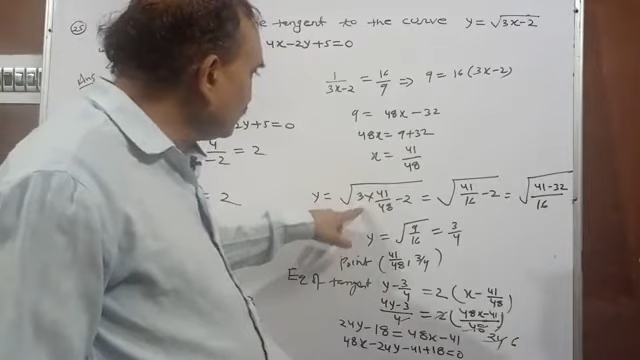 (25) tangent to the curve y = √(3x-2)
4x-2y+5=0
Ans
1/(3x-2) = 16/9 ⇒ 9 = 16(3x-2)
9 = 48x-32
48x = 9+32
x = 41/48
2y+5=0
4/-2 = 2
= 2
y = √(3×41/48 -2) = √(41/16 -2) = √((41-32)/16)
y = √(9/16) = 3/4
Point (41/48, 3/4)
Eq of tangent y-3/4 = 2(x-41/48)
(4y-3)/4 = 2((48x-41)/48)
24y-18 = 48x-41
48x-24y-41+18=0